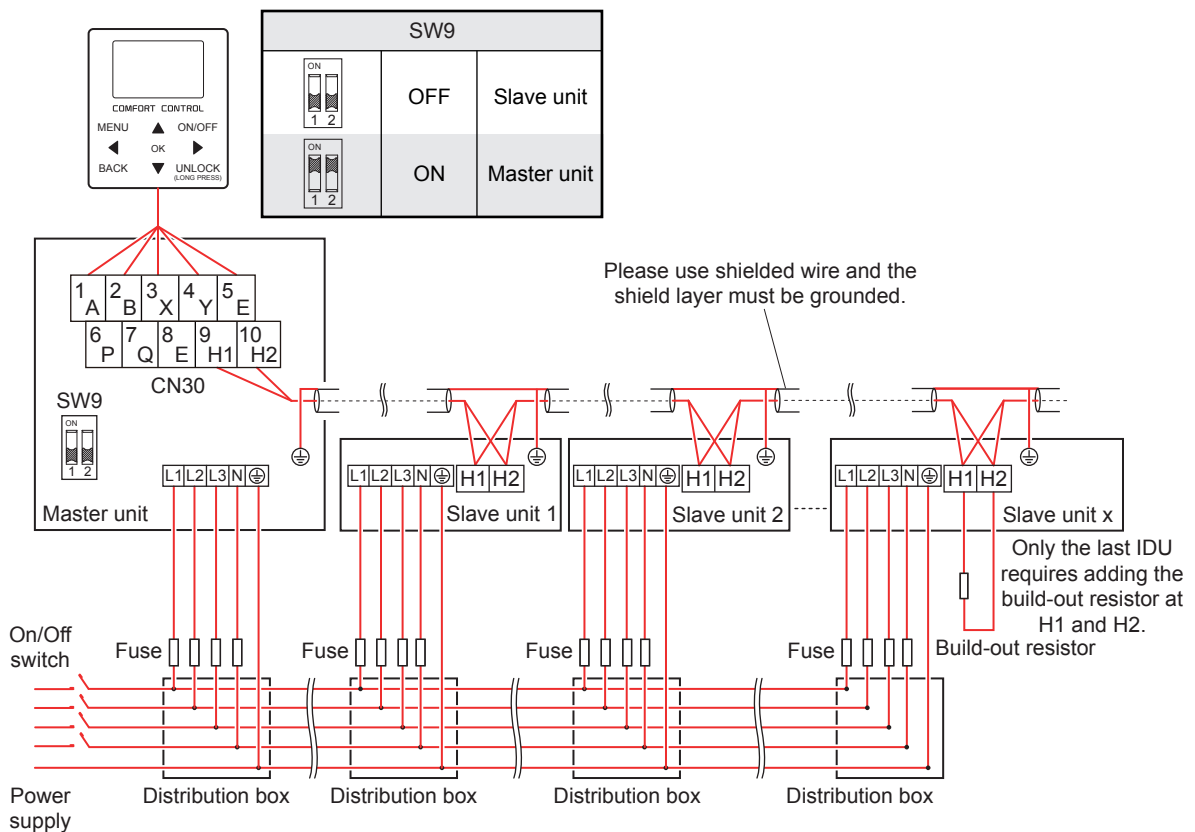 SW9
ON
1 2
OFF
Slave unit
ON
1 2
ON
Master unit
COMFORT CONTROL
MENU
ON/OFF
OK
BACK
UNLOCK
(LONG PRESS)
1 A
2 B
3 X
4 Y
5 E
6 P
7 Q
8 E
9 H1
10 H2
CN30
SW9
ON
1 2
Please use shielded wire and the
shield layer must be grounded.
L1 L2 L3 N
Master unit
L1 L2 L3 N
H1 H2
Slave unit 1
L1 L2 L3 N
H1 H2
Slave unit 2
L1 L2 L3 N
H1 H2
Slave unit x
Only the last IDU
requires adding the
build-out resistor at
H1 and H2.
Build-out resistor
On/Off
switch
Fuse
Fuse
Fuse
Fuse
Power
supply
Distribution box
Distribution box
Distribution box
Distribution box